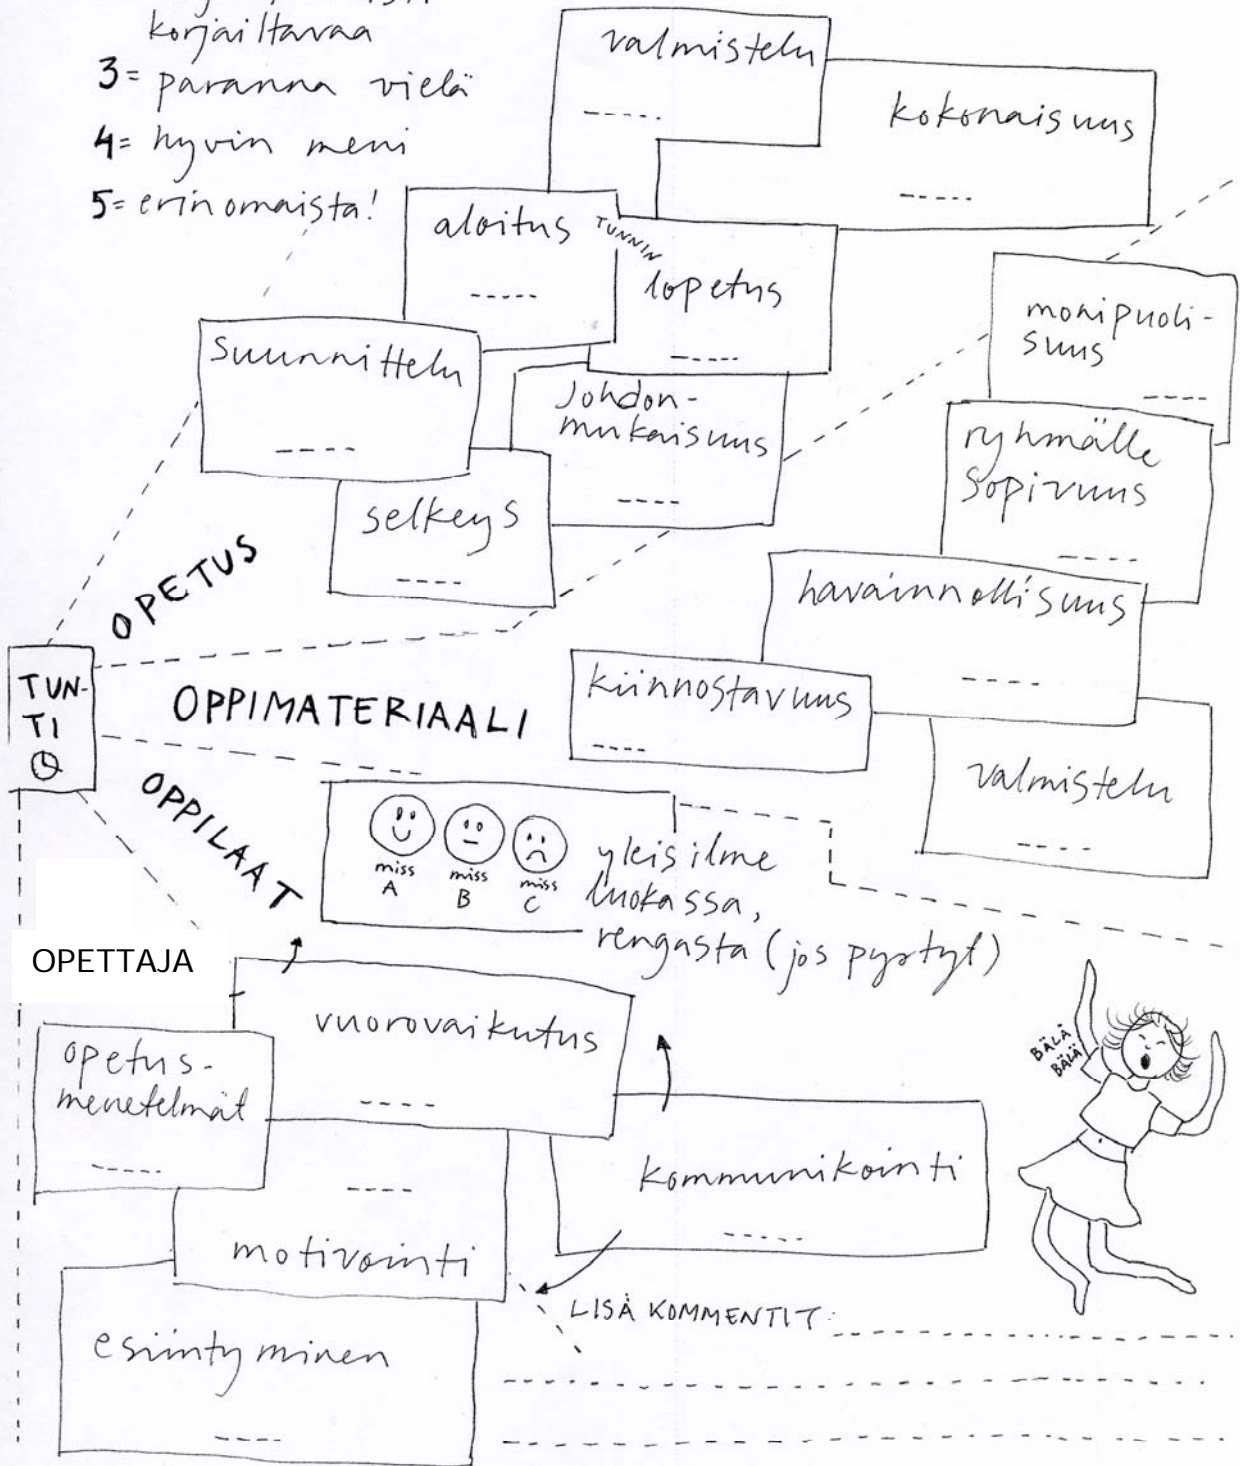 korjailtavaa
3= paranna vielä
4= hyvin meni
5= erinomaista!
valmistelu
kokonaisuus
aloitus
TUNNIN
lopetus
suunnittelu
Johdon-
mukaisuus
selkeys
OPETUS
monipuoli-
suus
ryhmälle
sopivuus
havainnollisuus
kiinnostavuus
valmistelu
TUN-
TI
OPPIMATERIAALI
OPPILAAT
miss
A
miss
B
miss
C
yleisilme
luokassa,
rengasta (jos pystyt)
OPETTAJA
vuorovaikutus
opetus-
menetelmät
kommunikointi
motivointi
esiintyminen
BÄLÄ
BÄLÄ
LISÄ KOMMENTIT: